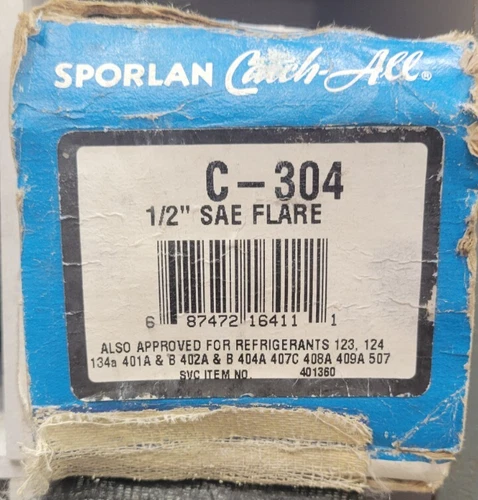 SPORLAN Catch-All®
C-304
1/2" SAE FLARE
6 87472 16411 1
ALSO APPROVED FOR REFRIGERANTS 123, 124
134a 401A & B 402A & B 404A 407C 408A 409A 507
SVC ITEM NO. 401360